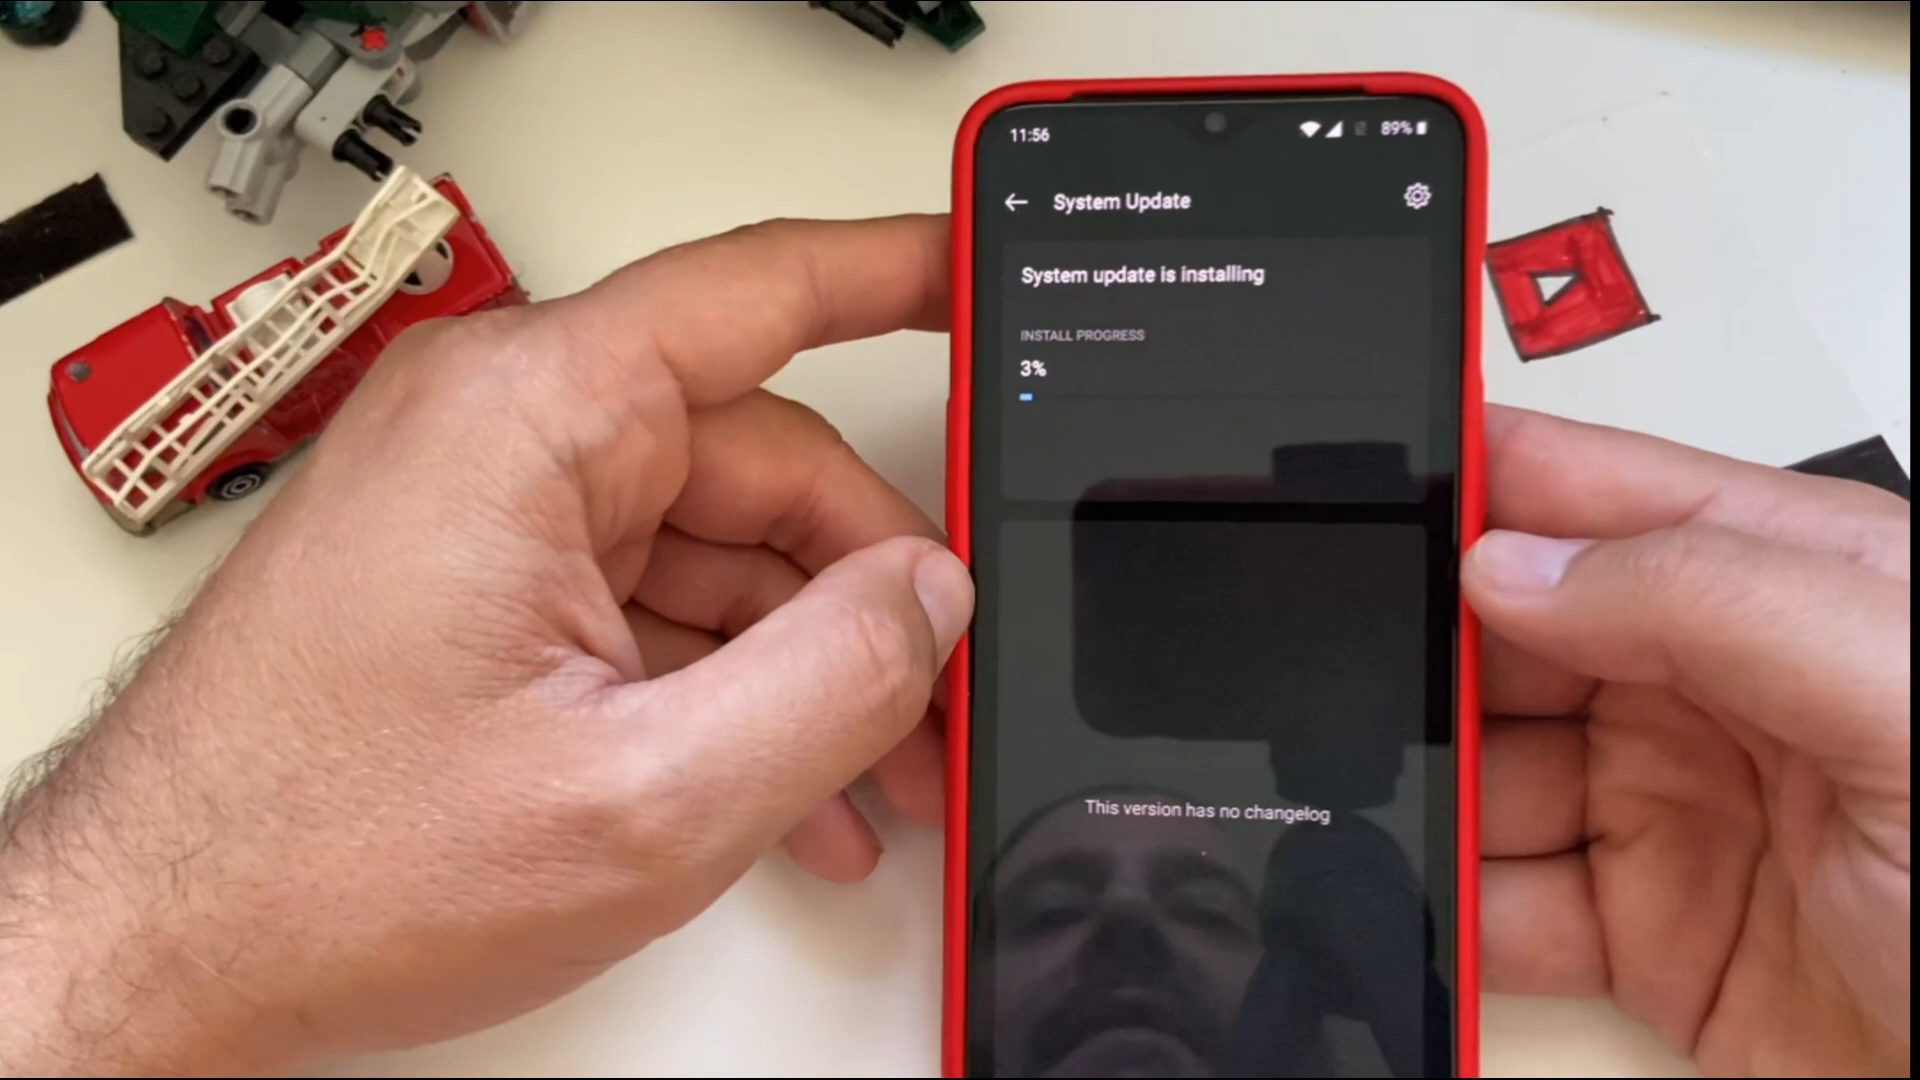 11:56
89%
System Update
System update is installing
INSTALL PROGRESS
3%
This version has no changelog